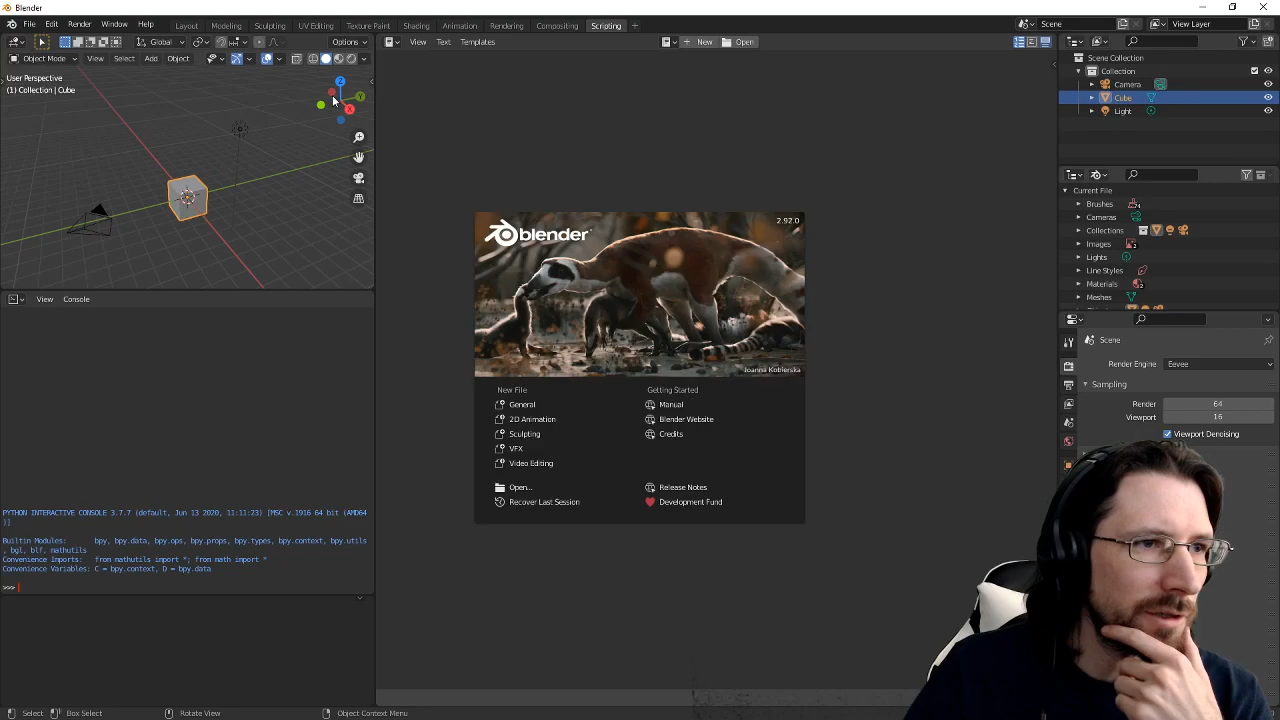 Blender
File Edit Render Window Help
Layout Modeling Sculpting UV Editing Texture Paint Shading Animation Rendering Compositing Scripting
Scene
View Layer
Global
Options
View Text Templates
New Open
Object Mode View Select Add Object
User Perspective
(1) Collection | Cube
Z
Y
X
Scene Collection
Collection
Camera
Cube
Light
Current File
Brushes
Cameras
Collections
Images
Lights
Line Styles
Materials
Meshes
2.92.0
blender
Joanna Kobierska
New File
General
2D Animation
Sculpting
VFX
Video Editing
Open...
Recover Last Session
Getting Started
Manual
Blender Website
Credits
Release Notes
Development Fund
View Console
PYTHON INTERACTIVE CONSOLE 3.7.7 (default, Jun 13 2020, 11:11:23) [MSC v.1916 64 bit (AMD64
)]
Builtin Modules: bpy, bpy.data, bpy.ops, bpy.props, bpy.types, bpy.context, bpy.utils
, bgl, blf, mathutils
Convenience Imports: from mathutils import *; from math import *
Convenience Variables: C = bpy.context, D = bpy.data
>>>
Scene
Render Engine Eevee
Sampling
Render 64
Viewport 16
Viewport Denoising
Select Box Select Rotate View Object Context Menu